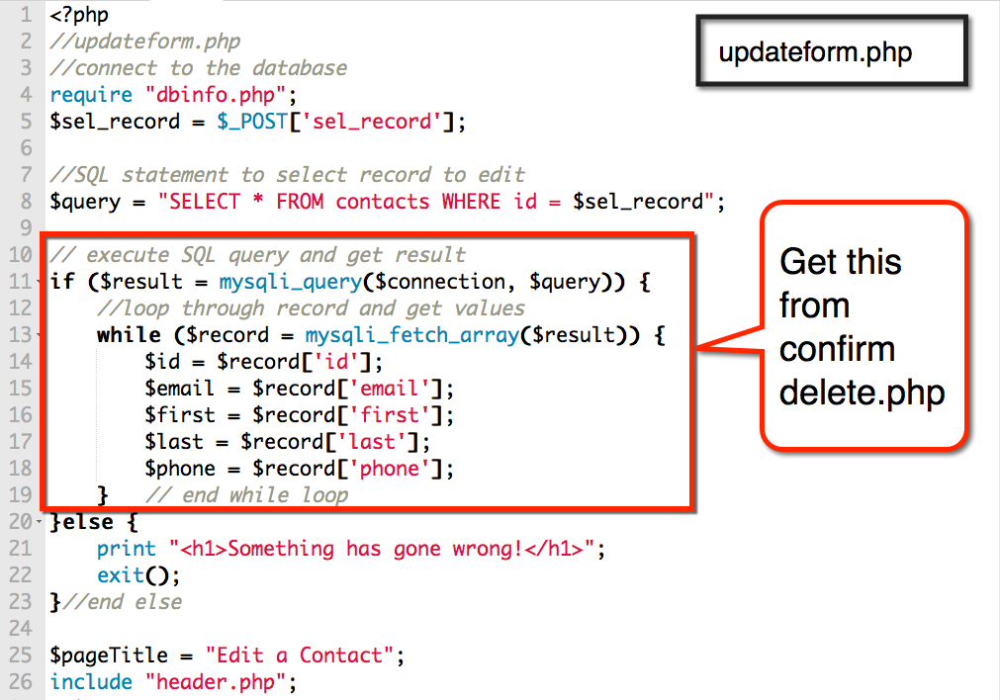 1 <?php
2 //updateform.php
3 //connect to the database
4 require "dbinfo.php";
5 $sel_record = $_POST['sel_record'];
6
7 //SQL statement to select record to edit
8 $query = "SELECT * FROM contacts WHERE id = $sel_record";
9
10 // execute SQL query and get result
11 if ($result = mysqli_query($connection, $query)) {
12 //loop through record and get values
13 while ($record = mysqli_fetch_array($result)) {
14 $id = $record['id'];
15 $email = $record['email'];
16 $first = $record['first'];
17 $last = $record['last'];
18 $phone = $record['phone'];
19 } // end while loop
20 }else {
21 print "<h1>Something has gone wrong!</h1>";
22 exit();
23 }//end else
24
25 $pageTitle = "Edit a Contact";
26 include "header.php";
updateform.php
Get this
from
confirm
delete.php